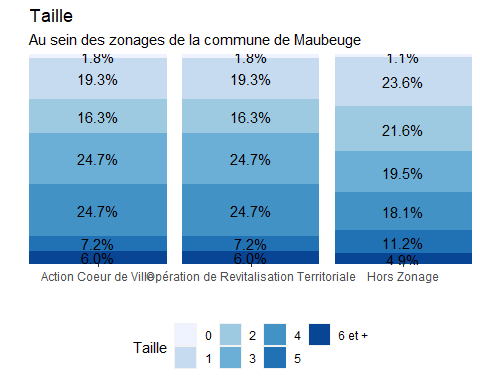 Taille
Au sein des zonages de la commune de Maubeuge
1.8% 1.8% 1.1%
19.3% 19.3% 23.6%
16.3% 16.3% 21.6%
24.7% 24.7% 19.5%
24.7% 24.7% 18.1%
7.2% 7.2% 11.2%
6.0% 6.0% 4.9%
Action Coeur de Ville Opération de Revitalisation Territoriale Hors Zonage
Taille
0 2 4 6 et +
1 3 5